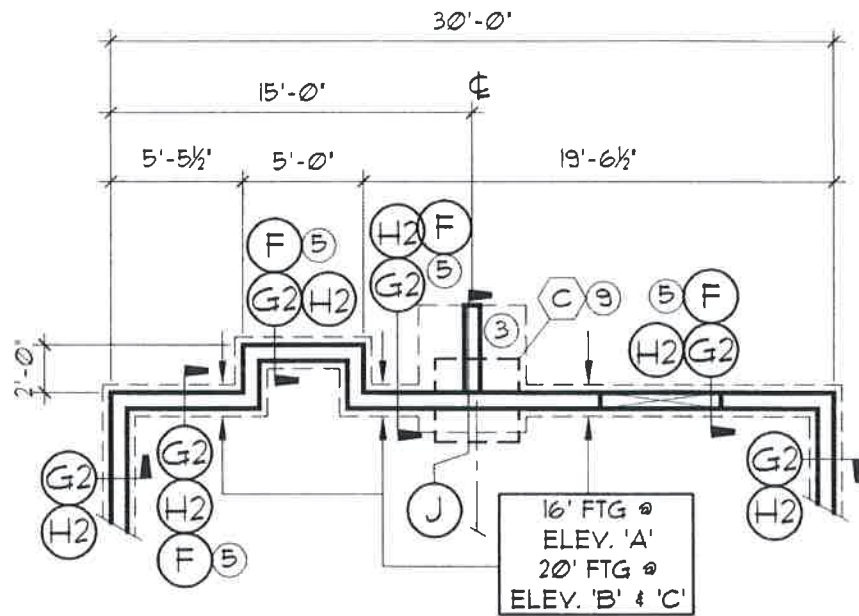 30'-0"
15'-0"
℄
5'-5½"
5'-0"
19'-6½"
2'-0"
F 5
G2 H2
H2 F
G2 5
C 9
3
5 F
H2 G2
G2
H2
G2
H2
F 5
J
G2
H2
16' FTG @
ELEV. 'A'
20' FTG @
ELEV. 'B' & 'C'